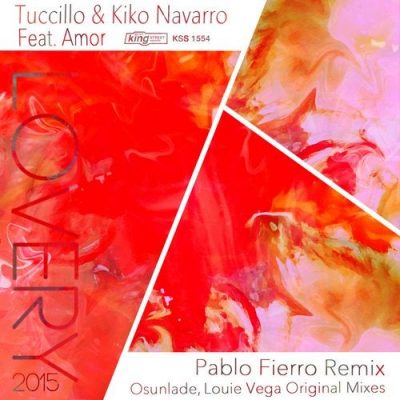 Tuccillo & Kiko Navarro
Feat. Amor
king STREET
KSS 1554
LOVERY
2015
Pablo Fierro Remix
Osunlade, Louie Vega Original Mixes